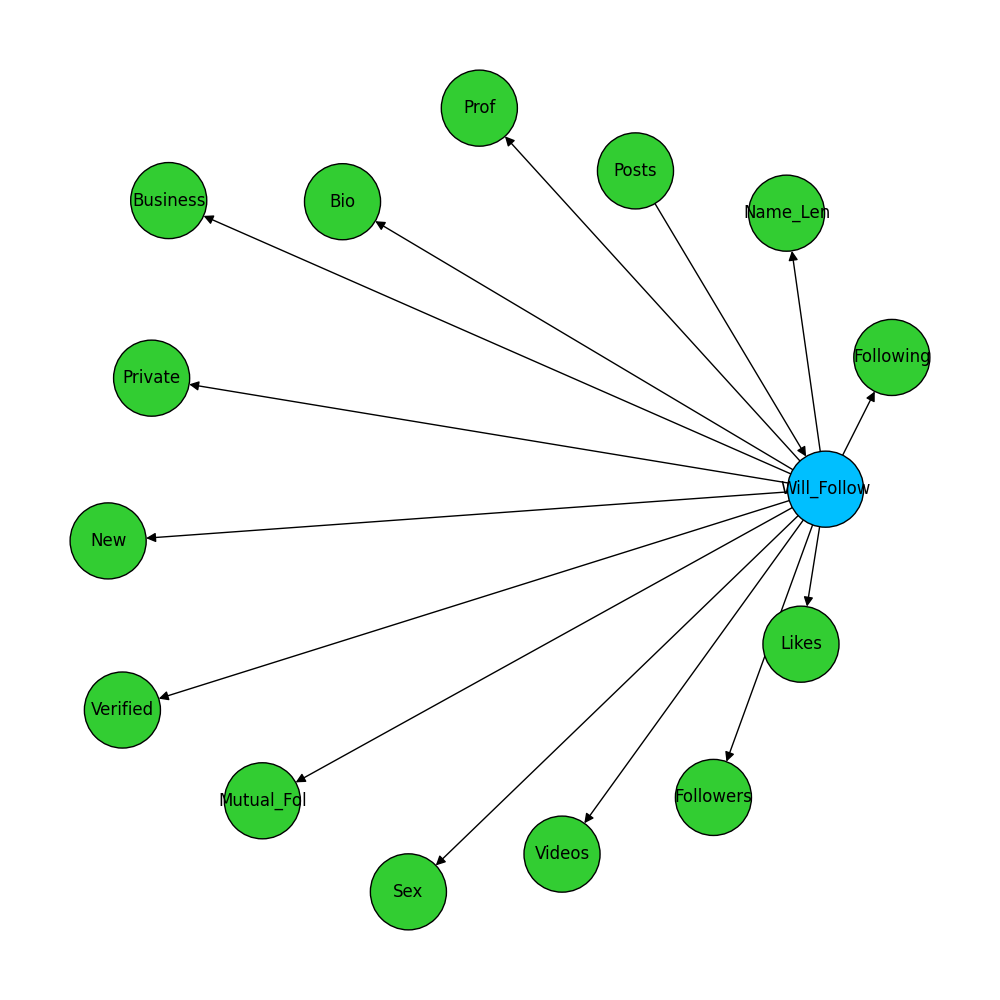 Prof
Posts
Business
Bio
Name_Len
Following
Private
Will_Follow
New
Likes
Verified
Followers
Mutual_Fol
Videos
Sex